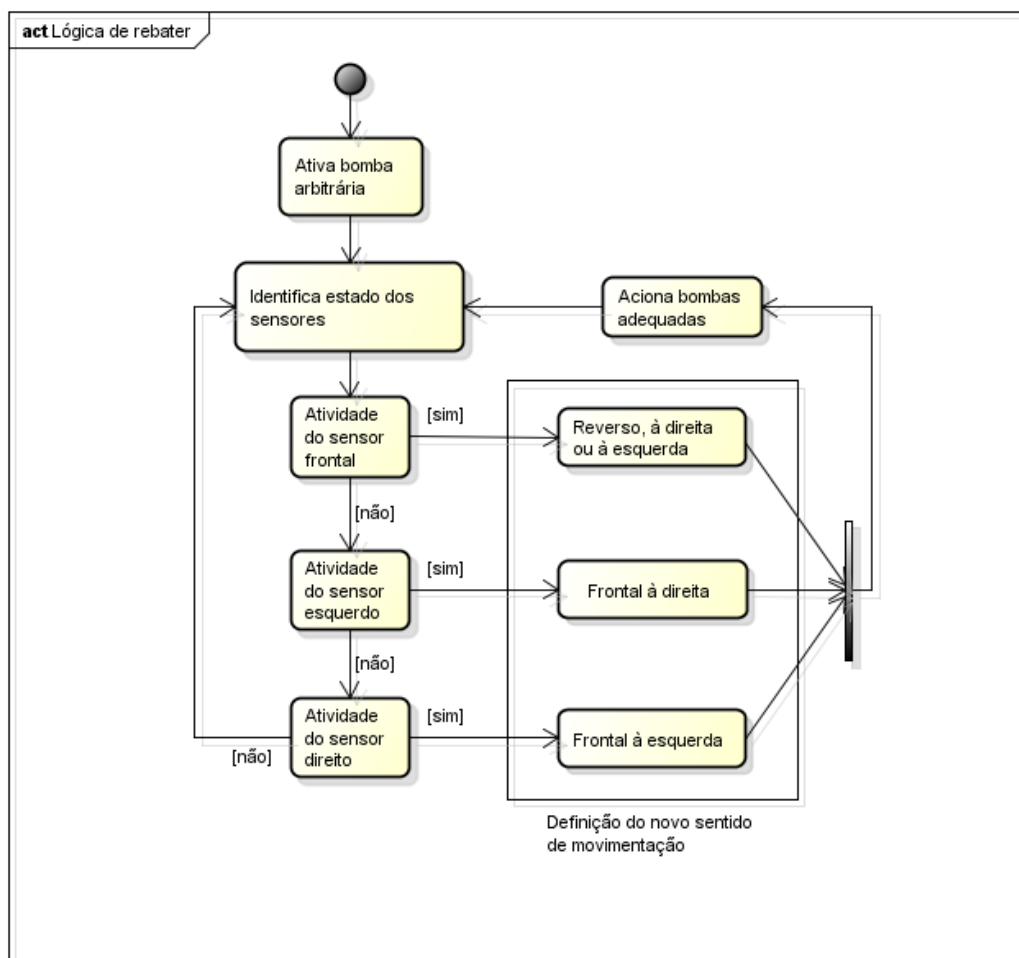 act Lógica de rebater
Ativa bomba
arbitrária
Identifica estado dos
sensores
Aciona bombas
adequadas
Atividade
do sensor
frontal
[sim]
Reverso, à direita
ou à esquerda
[não]
Atividade
do sensor
esquerdo
[sim]
Frontal à direita
[não]
Atividade
do sensor
direito
[sim]
Frontal à esquerda
[não]
Definição do novo sentido
de movimentação